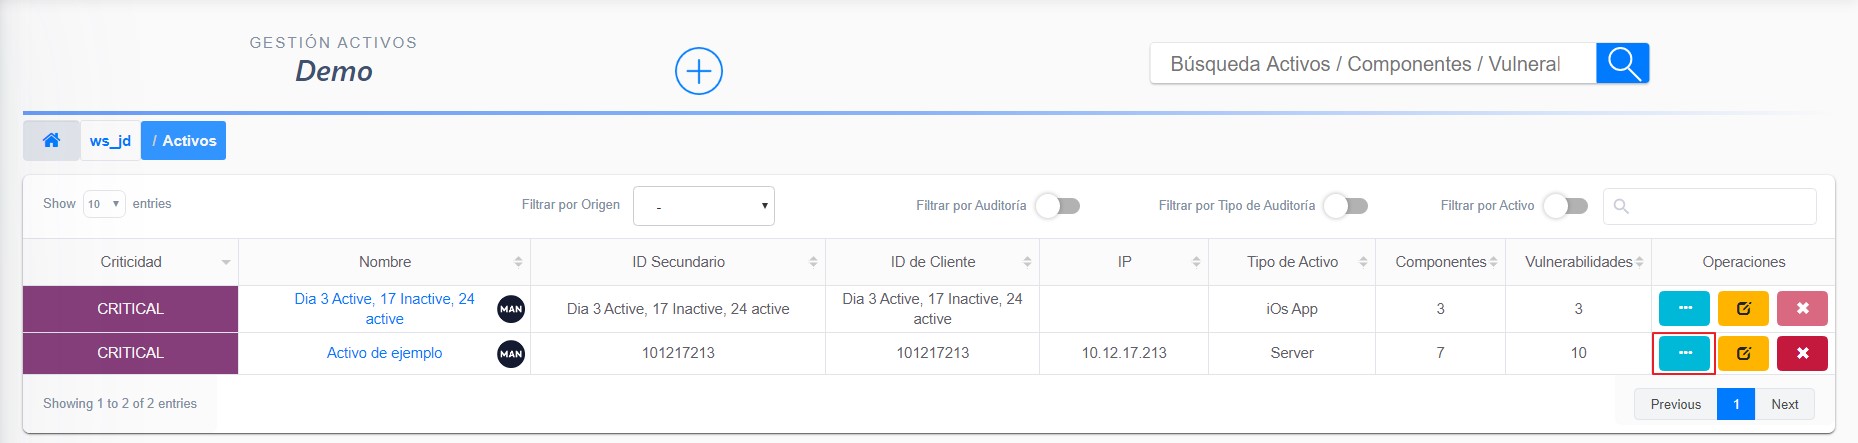 GESTIÓN ACTIVOS
Demo
Búsqueda Activos / Componentes / Vulneral
ws_jd
/ Activos
Show 10 entries
Filtrar por Origen -
Filtrar por Auditoría
Filtrar por Tipo de Auditoría
Filtrar por Activo
Criticidad Nombre ID Secundario ID de Cliente IP Tipo de Activo Componentes Vulnerabilidades Operaciones
CRITICAL Dia 3 Active, 17 Inactive, 24 active MAN Dia 3 Active, 17 Inactive, 24 active Dia 3 Active, 17 Inactive, 24 active iOs App 3 3
CRITICAL Activo de ejemplo MAN 101217213 101217213 10.12.17.213 Server 7 10
Showing 1 to 2 of 2 entries
Previous 1 Next